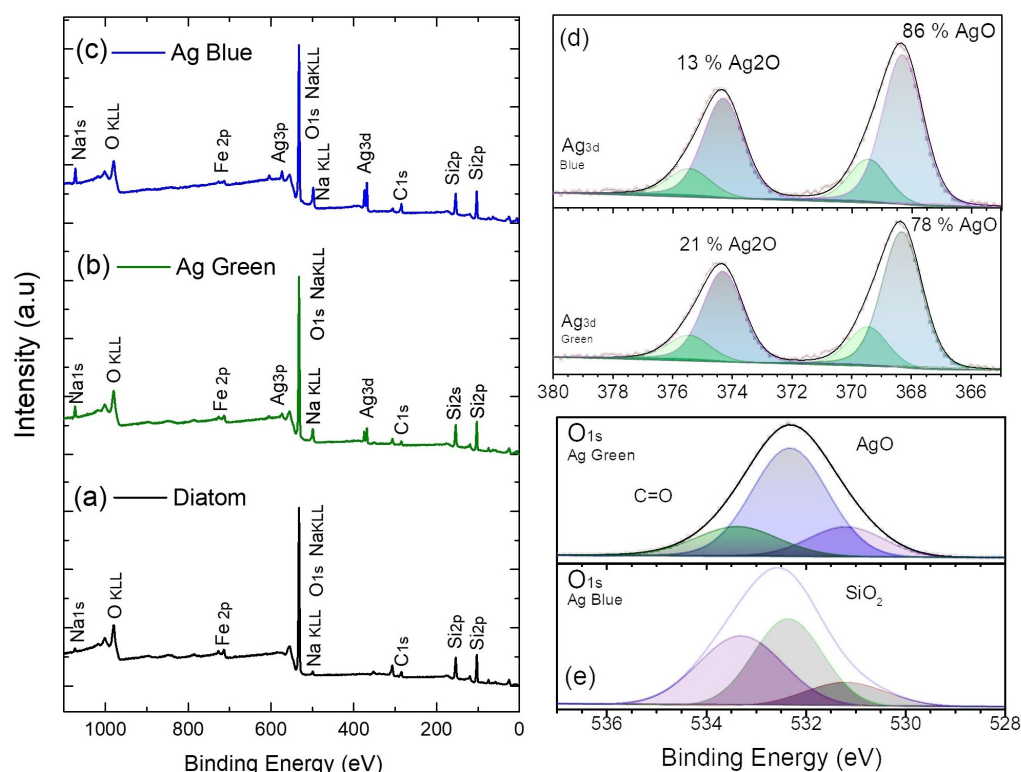 Intensity (a.u)
(c) Ag Blue
Na1s
O KLL
Fe 2p
Ag3p
O1s NaKLL
Na KLL
Ag3d
C1s
Si2p
Si2p
(b) Ag Green
Na1s
O KLL
Fe 2p
Ag3p
O1s NaKLL
Na KLL
Ag3d
C1s
Si2s
Si2p
(a) Diatom
Na1s
O KLL
Fe 2p
O1s NaKLL
Na KLL
C1s
Si2p
Si2p
1000 800 600 400 200 0
Binding Energy (eV)
(d)
86 % AgO
13 % Ag2O
Ag3d
Blue
78 % AgO
21 % Ag2O
Ag3d
Green
380 378 376 374 372 370 368 366
O1s
Ag Green
AgO
C=O
O1s
Ag Blue
SiO2
(e)
536 534 532 530 528
Binding Energy (eV)